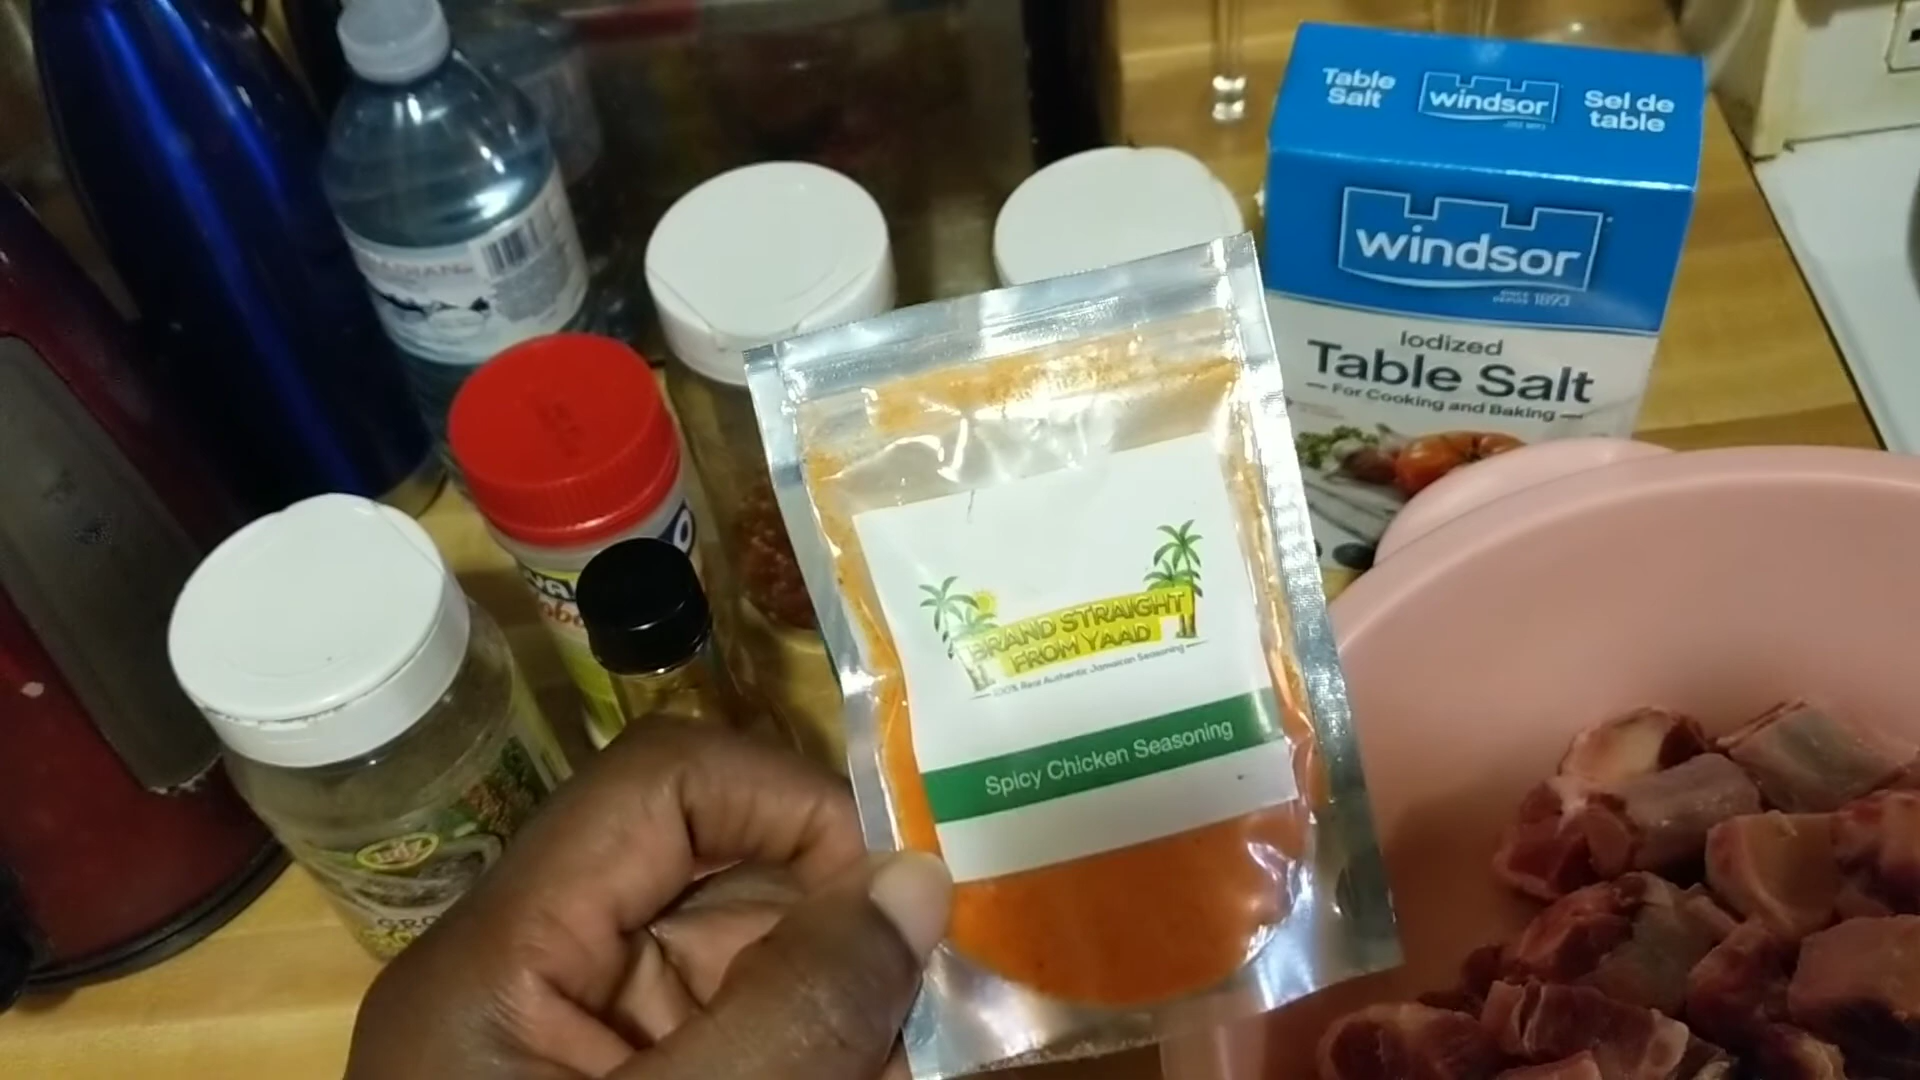 Table
Salt
windsor
Sel de
table
windsor
SINCE
DEPUIS 1893
Iodized
Table Salt
For Cooking and Baking
BRAND STRAIGHT
FROM YAAD
100% Real Authentic Jamaican Seasoning
Spicy Chicken Seasoning